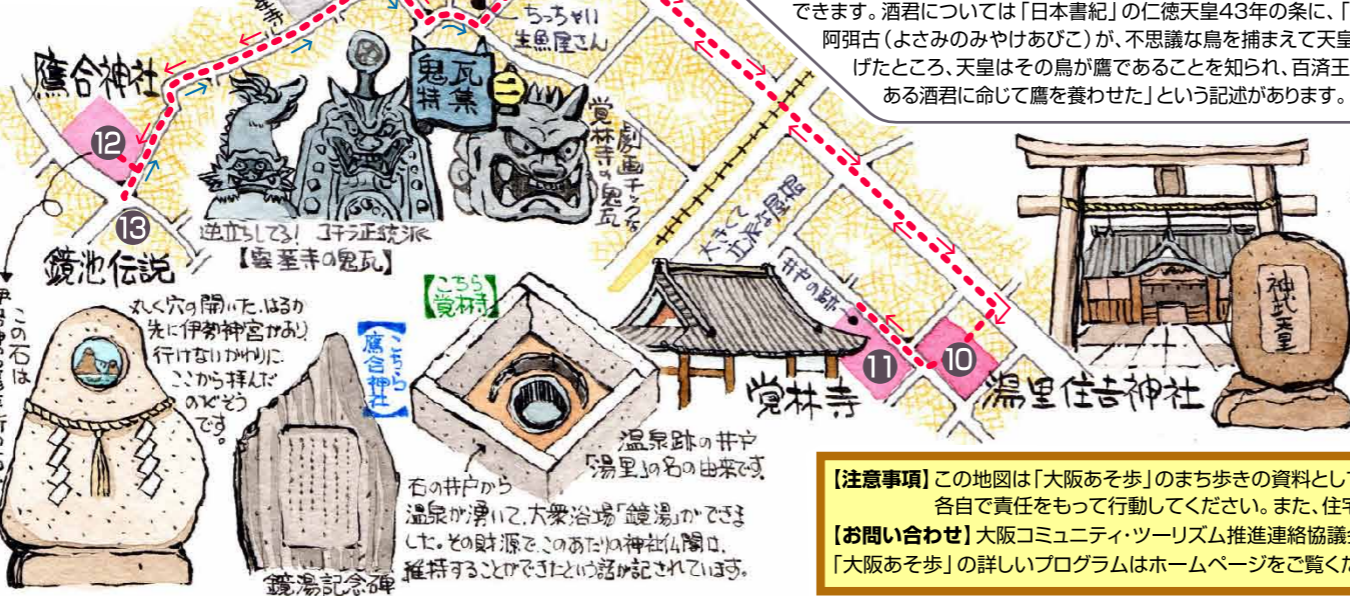 できます。酒君については「日本書紀」の仁徳天皇43年の条に、「
阿弭古(よさみのみやけあびこ)が、不思議な鳥を捕まえて天皇
げたところ、天皇はその鳥が鷹であることを知られ、百済王
ある酒君に命じて鷹を養わせた」という記述があります。
ちっちゃい
生魚屋さん
鷹合神社
12
13
鏡池伝説
鬼瓦
特集
二
劇画チックな
覚林寺の鬼瓦
逆立ちしてる! コチラ正統派
の鬼瓦】
大きくて
立派な屋根
「井戸の跡」
11
10
覚林寺
湯里住吉神社
神武天皇
この石は
丸く穴の開いた、はるか
先に伊勢神宮があり
行けないかわりに
ここから拝んだ
のだそう
です。
【こちら
鷹合神社】
【こちら
覚林寺】
温泉跡の井戸
「湯里」の名の由来です
右の井戸から
温泉が湧いて、大衆浴場「鏡湯」ができま
した。その財源で、このあたりの神社仏閣は、
維持することができたという話が記されています。
鏡湯記念碑
【注意事項】この地図は「大阪あそ歩」のまち歩きの資料として
各自で責任をもって行動してください。また、住宅
【お問い合わせ】大阪コミュニティ・ツーリズム推進連絡協議会
「大阪あそ歩」の詳しいプログラムはホームページをご覧くだ